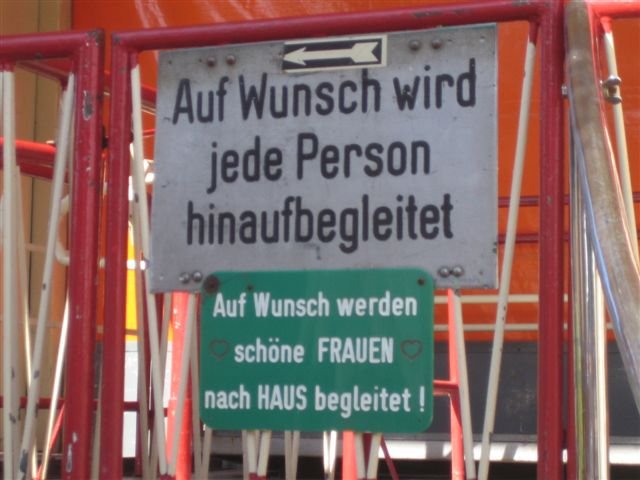 Auf Wunsch wird
jede Person
hinaufbegleitet
Auf Wunsch werden
schöne FRAUEN
nach HAUS begleitet !